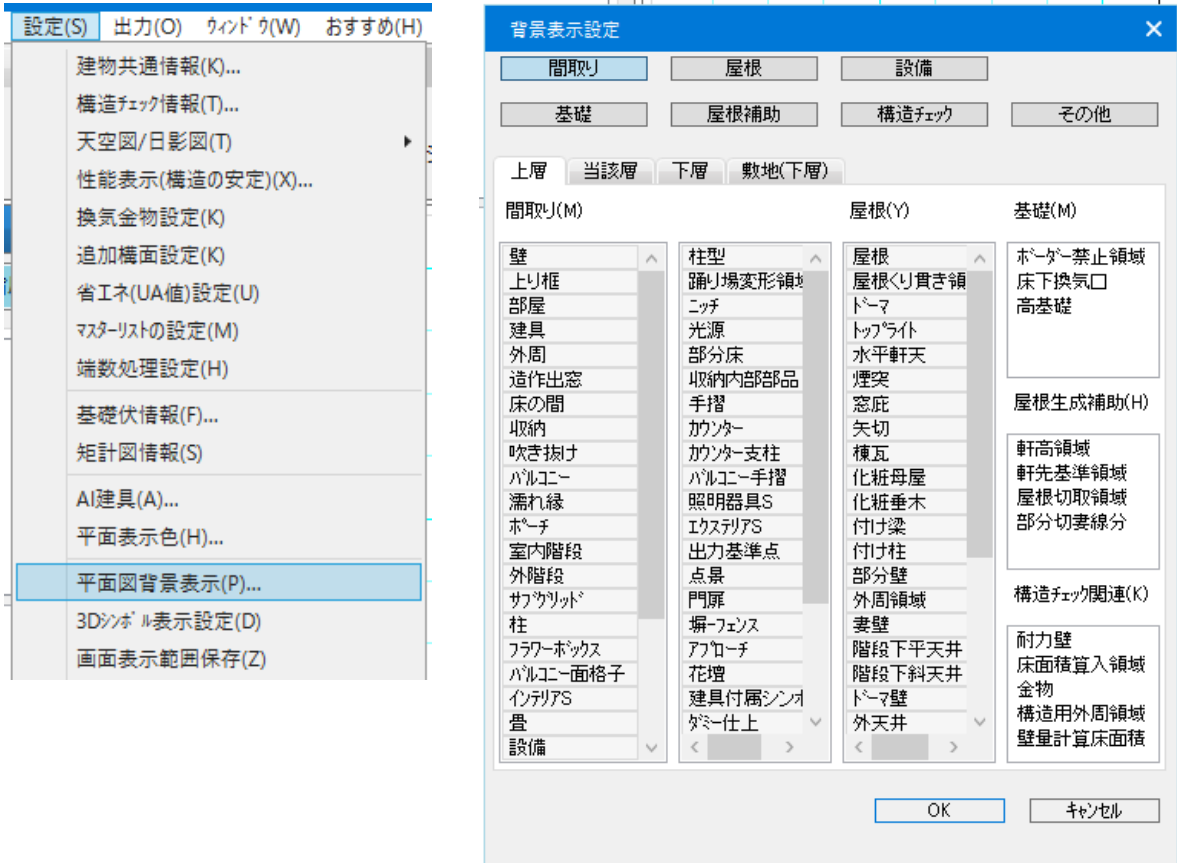 設定(S) 出力(O) ｳｨﾝﾄﾞｳ(W) おすすめ(H)
建物共通情報(K)...
構造ﾁｪｯｸ情報(T)...
天空図/日影図(T)
性能表示(構造の安定)(X)...
換気金物設定(K)
追加構面設定(K)
省エネ(UA値)設定(U)
ﾏｽﾀｰﾘｽﾄの設定(M)
端数処理設定(H)
基礎伏情報(F)...
矩計図情報(S)
AI建具(A)...
平面表示色(H)...
平面図背景表示(P)...
3Dｼﾝﾎﾞﾙ表示設定(D)
画面表示範囲保存(Z)
背景表示設定
間取り 屋根 設備
基礎 屋根補助 構造ﾁｪｯｸ その他
上層 当該層 下層 敷地(下層)
間取り(M)
壁
上り框
部屋
建具
外周
造作出窓
床の間
収納
吹き抜け
ﾊﾞﾙｺﾆｰ
濡れ縁
ﾎﾟｰﾁ
室内階段
外階段
ｻﾌﾞｸﾞﾘｯﾄﾞ
柱
ﾌﾗﾜｰﾎﾞｯｸｽ
ﾊﾞﾙｺﾆｰ面格子
ｲﾝﾃﾘｱS
畳
設備
柱型
踊り場変形領域
ﾆｯﾁ
光源
部分床
収納内部部品
手摺
ｶｳﾝﾀｰ
ｶｳﾝﾀｰ支柱
ﾊﾞﾙｺﾆｰ手摺
照明器具S
ｴｸｽﾃﾘｱS
出力基準点
点景
門扉
塀-ﾌｪﾝｽ
ｱﾌﾟﾛｰﾁ
花壇
建具付属シンボ
ﾀﾞﾐｰ仕上
屋根(Y)
屋根
屋根くり貫き領
ﾄﾞｰﾏ
ﾄｯﾌﾟﾗｲﾄ
水平軒天
煙突
窓庇
矢切
棟瓦
化粧母屋
化粧垂木
付け梁
付け柱
部分壁
外周領域
妻壁
階段下平天井
階段下斜天井
ﾄﾞｰﾏ壁
外天井
基礎(M)
ﾎﾞｰﾀﾞｰ禁止領域
床下換気口
高基礎
屋根生成補助(H)
軒高領域
軒先基準領域
屋根切取領域
部分切妻線分
構造ﾁｪｯｸ関連(K)
耐力壁
床面積算入領域
金物
構造用外周領域
壁量計算床面積
OK ｷｬﾝｾﾙ